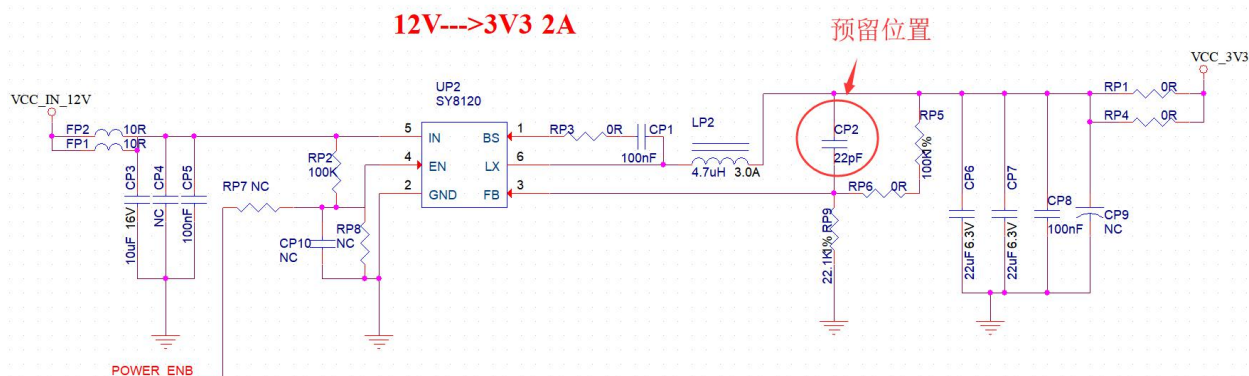 12V--->3V3 2A
预留位置
VCC_3V3
VCC_IN_12V
UP2
SY8120
FP2 10R
FP1 10R
5 IN
BS 1
4 EN
LX 6
2 GND
FB 3
RP3 0R
CP1
100nF
LP2
4.7uH 3.0A
CP2
22pF
RP5
100K 1%
RP6 0R
RP9
22.1K 1%
RP1 0R
RP4 0R
CP3
10uF 16V
CP4
NC
CP5
100nF
RP2
100K
RP7 NC
RP8
NC
CP10
NC
CP6
22uF 6.3V
CP7
22uF 6.3V
CP8
100nF
CP9
NC
POWER_ENB